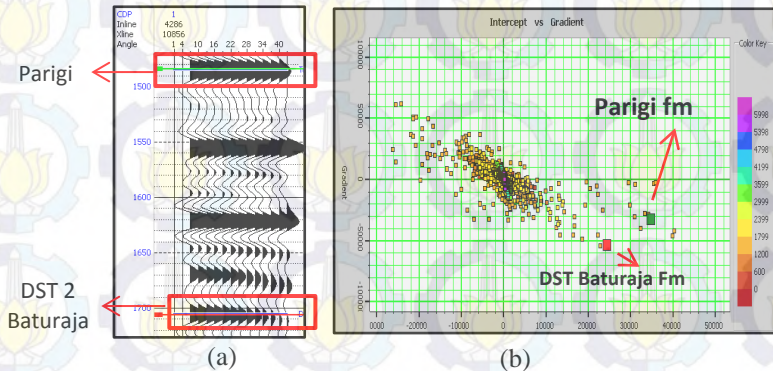 CDP 1
Inline 4286
Xline 10856
Angle 1 4 10 16 22 28 34 40
Parigi
1500
1550
1600
1650
1700
DST 2
Baturaja
(a)
Intercept vs Gradient
Color Key
100000
50000
0
-50000
-100000
Gradient
Parigi fm
DST Baturaja Fm
5998
5399
4799
4199
3599
2999
2399
1799
1200
600
0
0000 -20000 -10000 0 10000 20000 30000 40000 50000
(b)